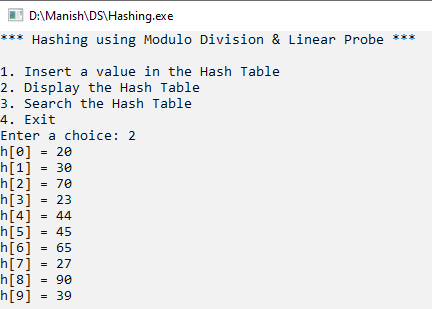 D:\Manish\DS\Hashing.exe
*** Hashing using Modulo Division & Linear Probe ***
1. Insert a value in the Hash Table
2. Display the Hash Table
3. Search the Hash Table
4. Exit
Enter a choice: 2
h[0] = 20
h[1] = 30
h[2] = 70
h[3] = 23
h[4] = 44
h[5] = 45
h[6] = 65
h[7] = 27
h[8] = 90
h[9] = 39